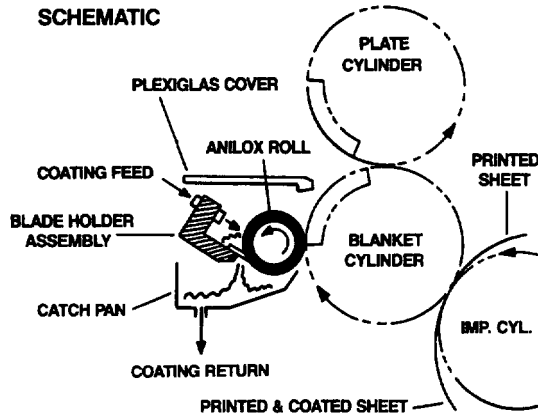 SCHEMATIC
PLATE
CYLINDER
PLEXIGLAS COVER
ANILOX ROLL
PRINTED
SHEET
COATING FEED
BLADE HOLDER
ASSEMBLY
BLANKET
CYLINDER
CATCH PAN
IMP. CYL.
COATING RETURN
PRINTED & COATED SHEET